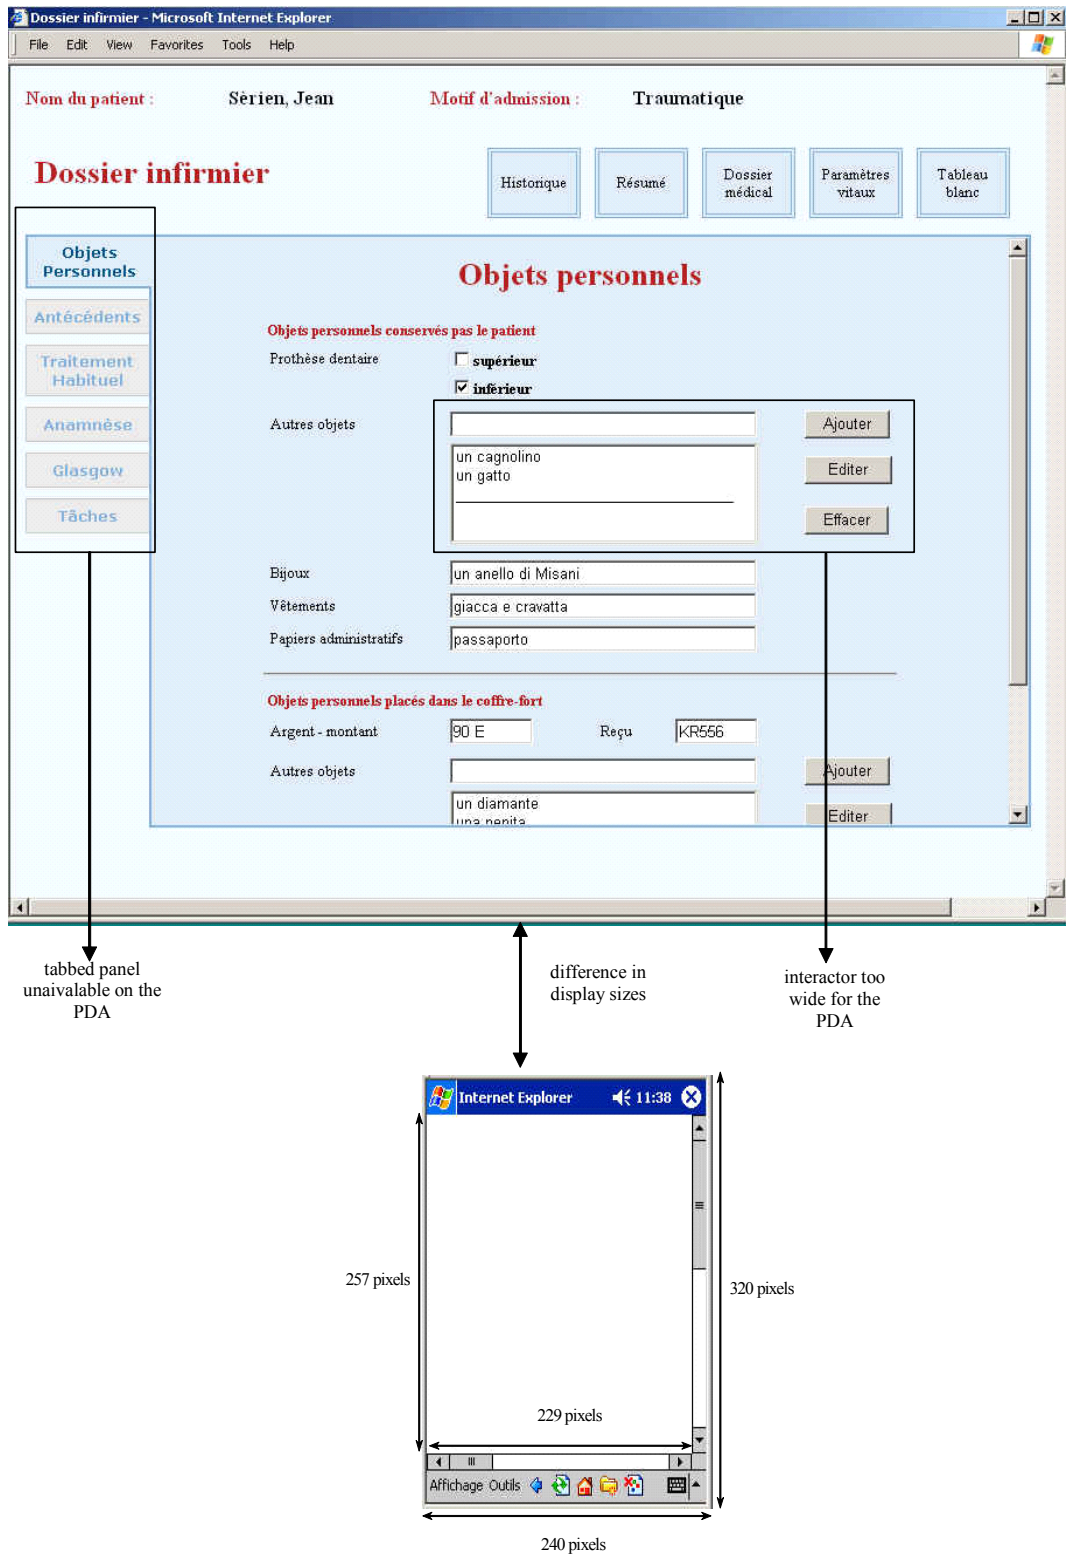 Dossier infirmier - Microsoft Internet Explorer
File Edit View Favorites Tools Help
Nom du patient : Sèrien, Jean Motif d'admission : Traumatique
Dossier infirmier
Historique
Résumé
Dossier
médical
Paramètres
vitaux
Tableau
blanc
Objets
Personnels
Antécédents
Traitement
Habituel
Anamnèse
Glasgow
Tâches
Objets personnels
Objets personnels conservés pas le patient
Prothèse dentaire supérieur
inférieur
Autres objets Ajouter
un cagnolino
un gatto
Editer
Effacer
Bijoux un anello di Misani
Vêtements giacca e cravatta
Papiers administratifs passaporto
Objets personnels placés dans le coffre-fort
Argent - montant 90 E Reçu KR556
Autres objets Ajouter
un diamante
una penita
Editer
tabbed panel
unaivalable on the
PDA
difference in
display sizes
interactor too
wide for the
PDA
Internet Explorer 11:38
257 pixels
320 pixels
229 pixels
Affichage Outils
240 pixels